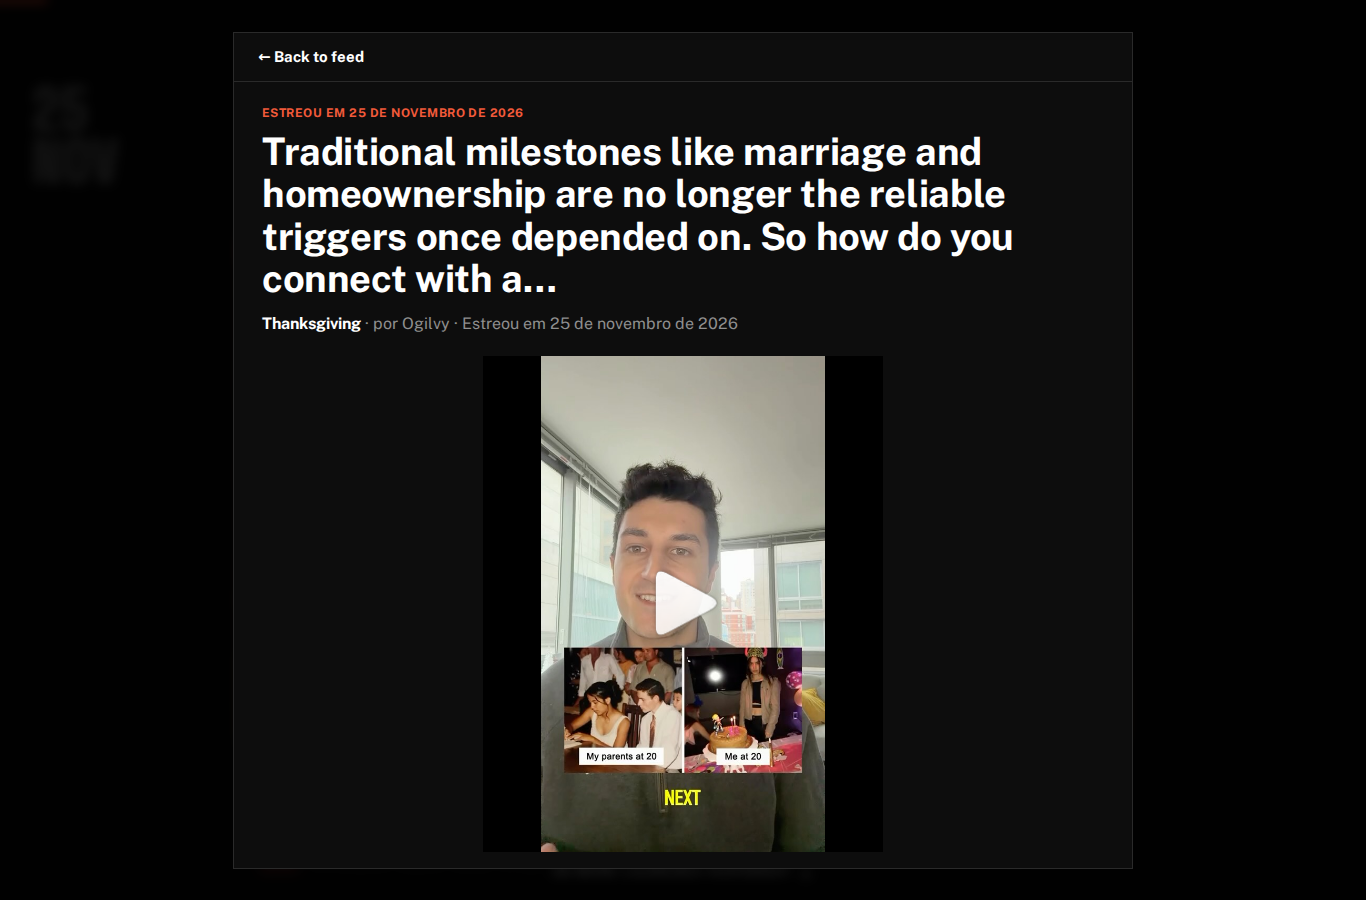 25
NOV
← Back to feed
ESTREOU EM 25 DE NOVEMBRO DE 2026
Traditional milestones like marriage and
homeownership are no longer the reliable
triggers once depended on. So how do you
connect with a...
Thanksgiving · por Ogilvy · Estreou em 25 de novembro de 2026
My parents at 20
Me at 20
NEXT